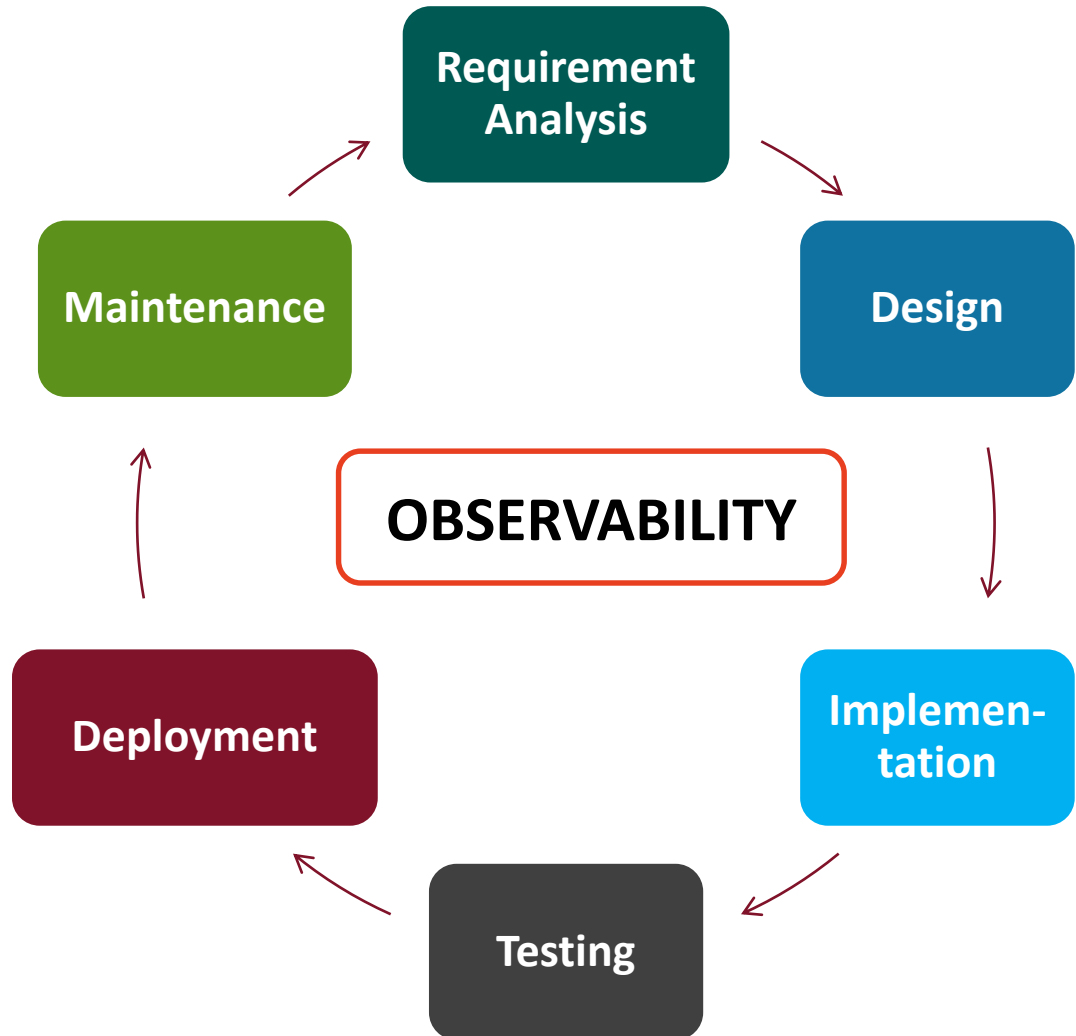 Requirement
Analysis
Maintenance
Design
OBSERVABILITY
Deployment
Implemen-
tation
Testing